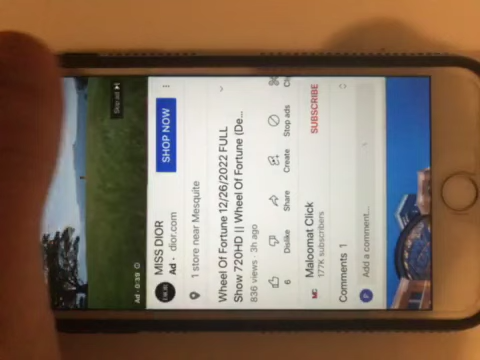 Skip ad
Ad · 0:39
MISS DIOR
Ad · dior.com
SHOP NOW
1 store near Mesquite
Wheel Of Fortune 12/26/2022 FULL
Show 720HD || Wheel Of Fortune (De...
836 views · 3h ago
6
Dislike
Share
Create
Stop ads
Cli
Maloomat Click
177K subscribers
SUBSCRIBE
Comments 1
Add a comment...